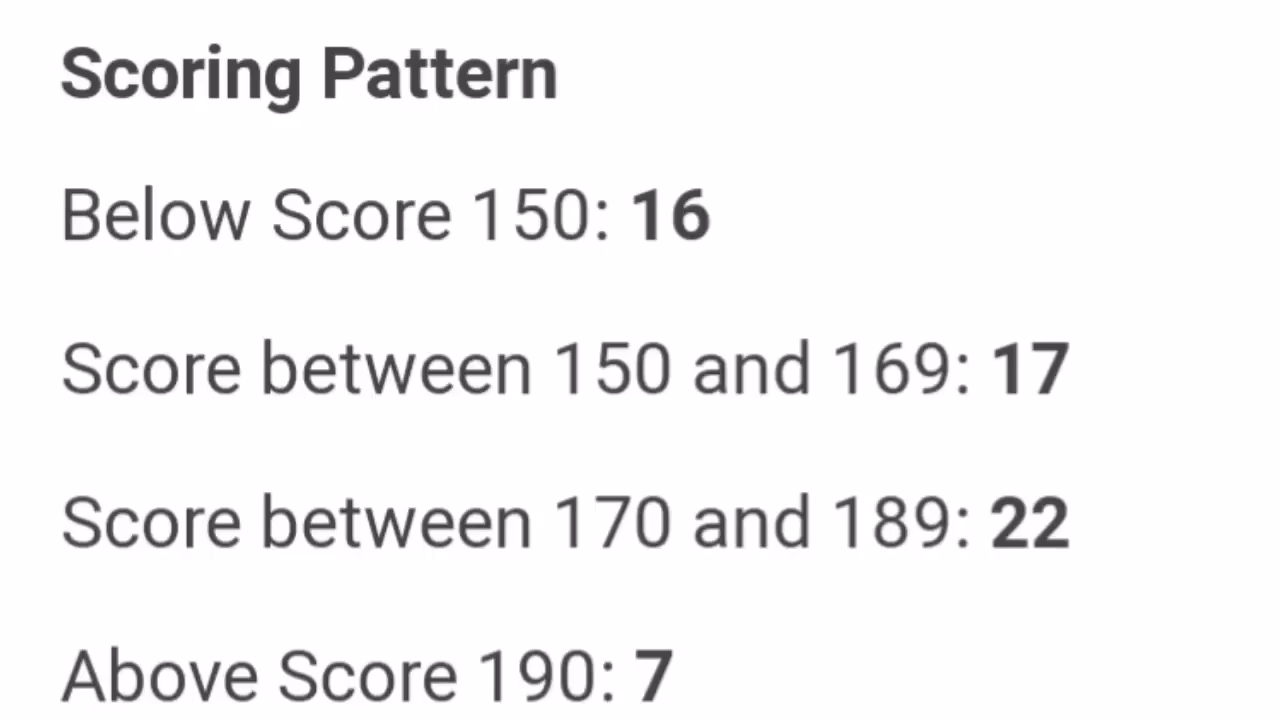 Scoring Pattern
Below Score 150: 16
Score between 150 and 169: 17
Score between 170 and 189: 22
Above Score 190: 7